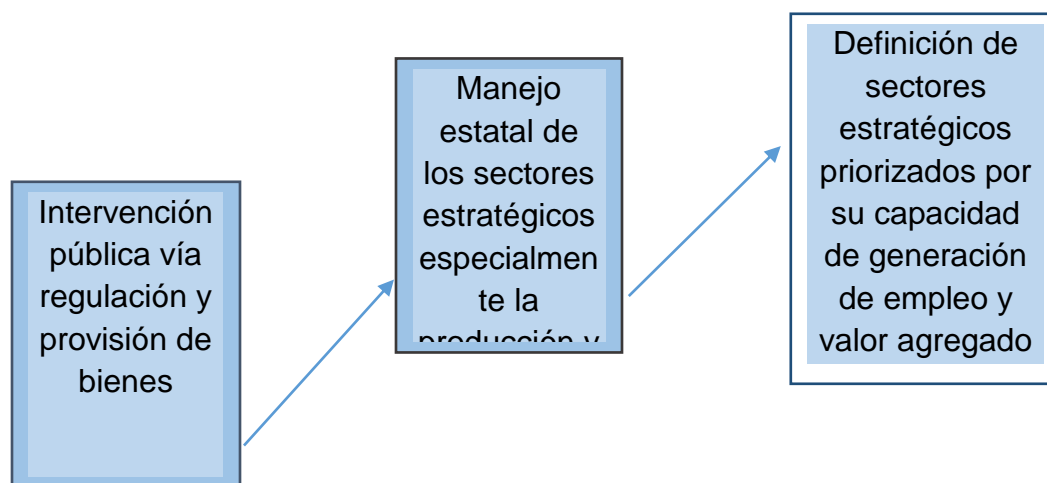 Intervención
pública vía
regulación y
provisión de
bienes
Manejo
estatal de
los sectores
estratégicos
especialmen
te la
producción y
Definición de
sectores
estratégicos
priorizados por
su capacidad
de generación
de empleo y
valor agregado